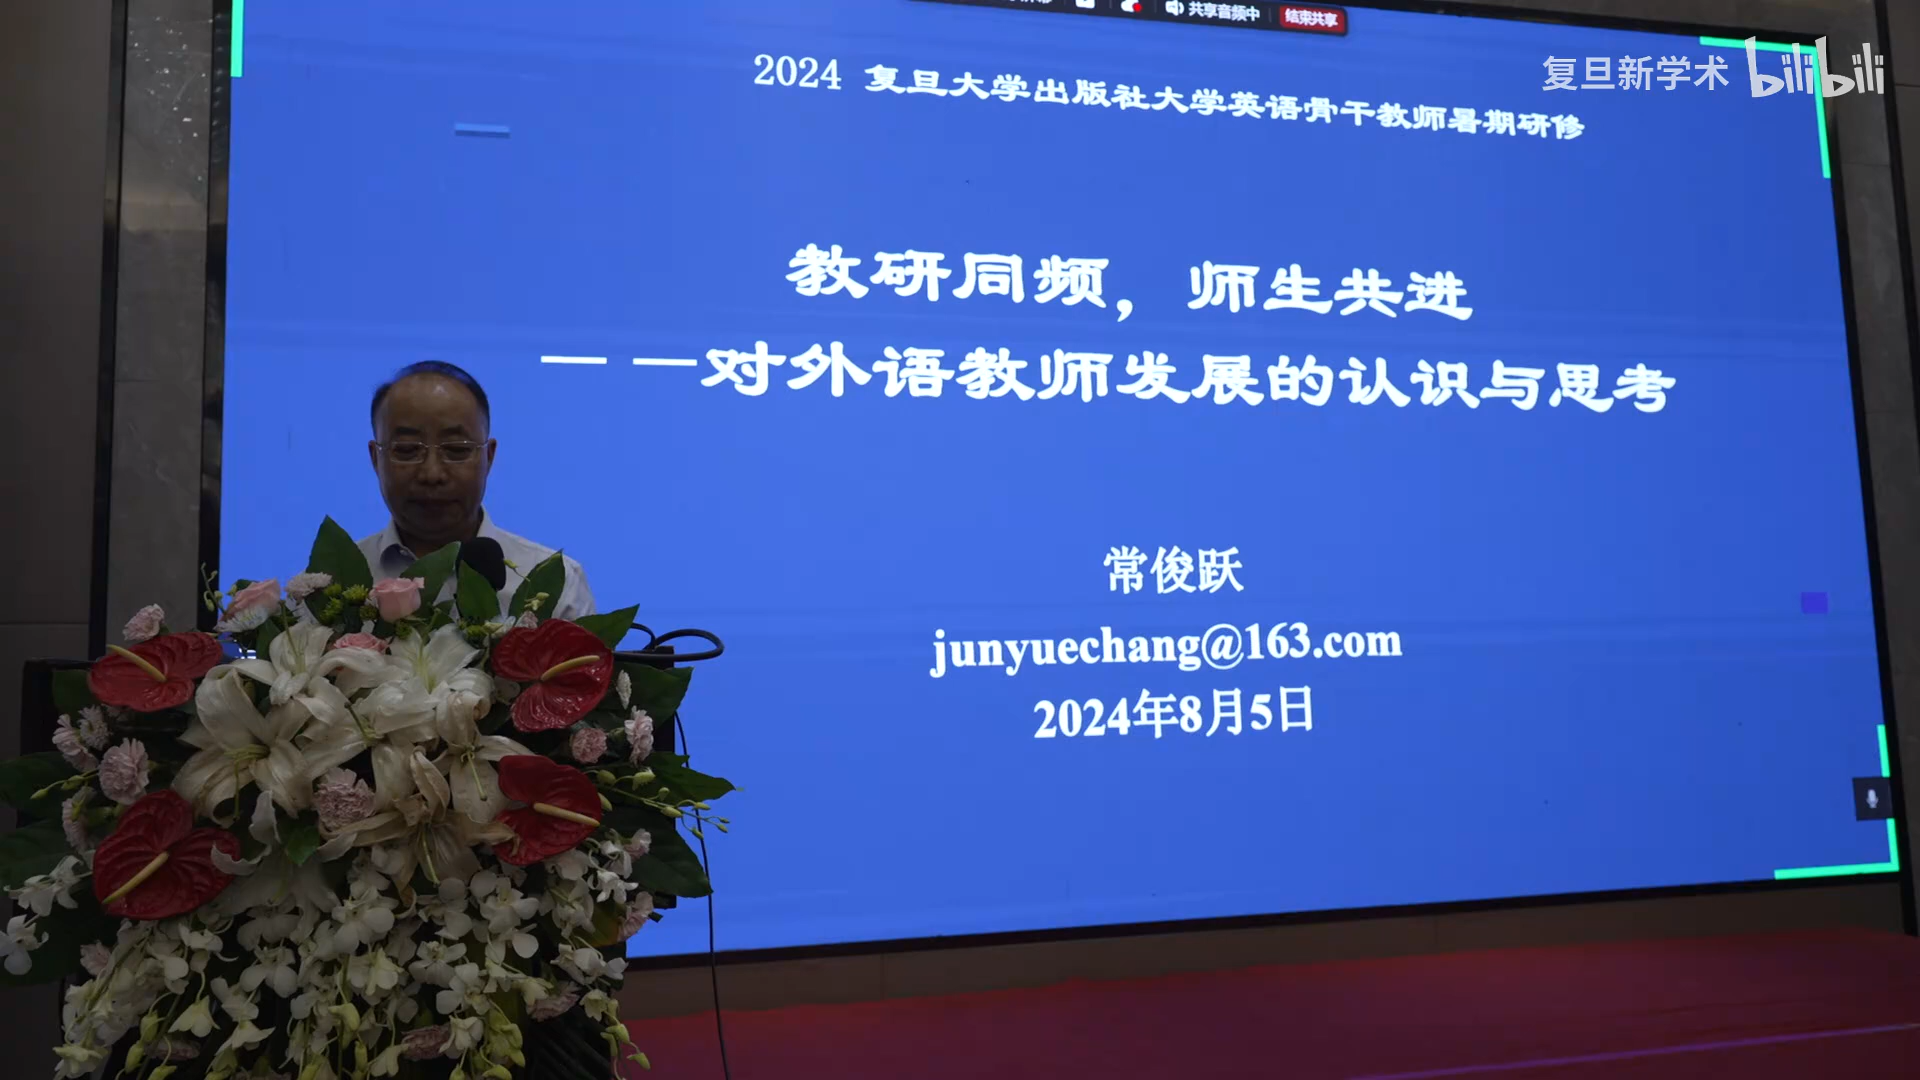 共享音频中 结束共享
复旦新学术 bilibili
2024 复旦大学出版社大学英语骨干教师暑期研修
教研同频，师生共进
——对外语教师发展的认识与思考
常俊跃
junyuechang@163.com
2024年8月5日